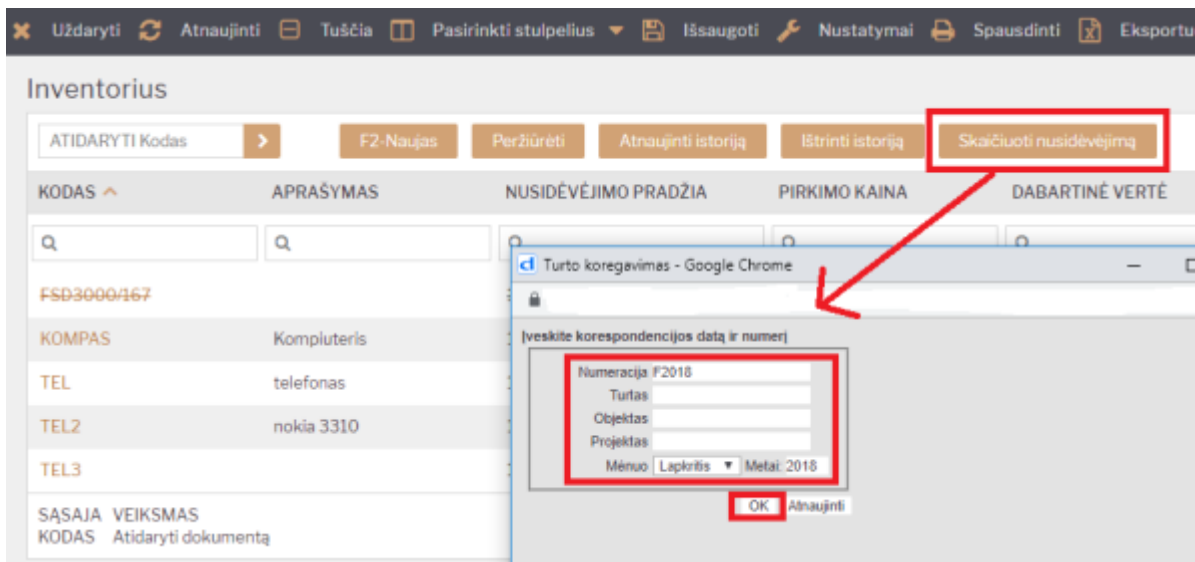 Uždaryti Atnaujinti Tuščia Pasirinkti stulpelius Išsaugoti Nustatymai Spausdinti Eksportu
Inventorius
ATIDARYTI Kodas F2-Naujas Peržiūrėti Atnaujinti istoriją Ištrinti istoriją Skaičiuoti nusidėvėjimą
KODAS APRAŠYMAS NUSIDĖVĖJIMO PRADŽIA PIRKIMO KAINA DABARTINĖ VERTĖ
Turto koregavimas - Google Chrome
FSD3000/167
Įveskite korespondencijos datą ir numerį
KOMPAS Kompiuteris
Numeracija F2018
TEL telefonas
Turtas
Objektas
TEL2 nokia 3310
Projektas
TEL3
Mėnuo Lapkritis Metai: 2018
OK Atnaujinti
SĄSAJA VEIKSMAS
KODAS Atidaryti dokumentą